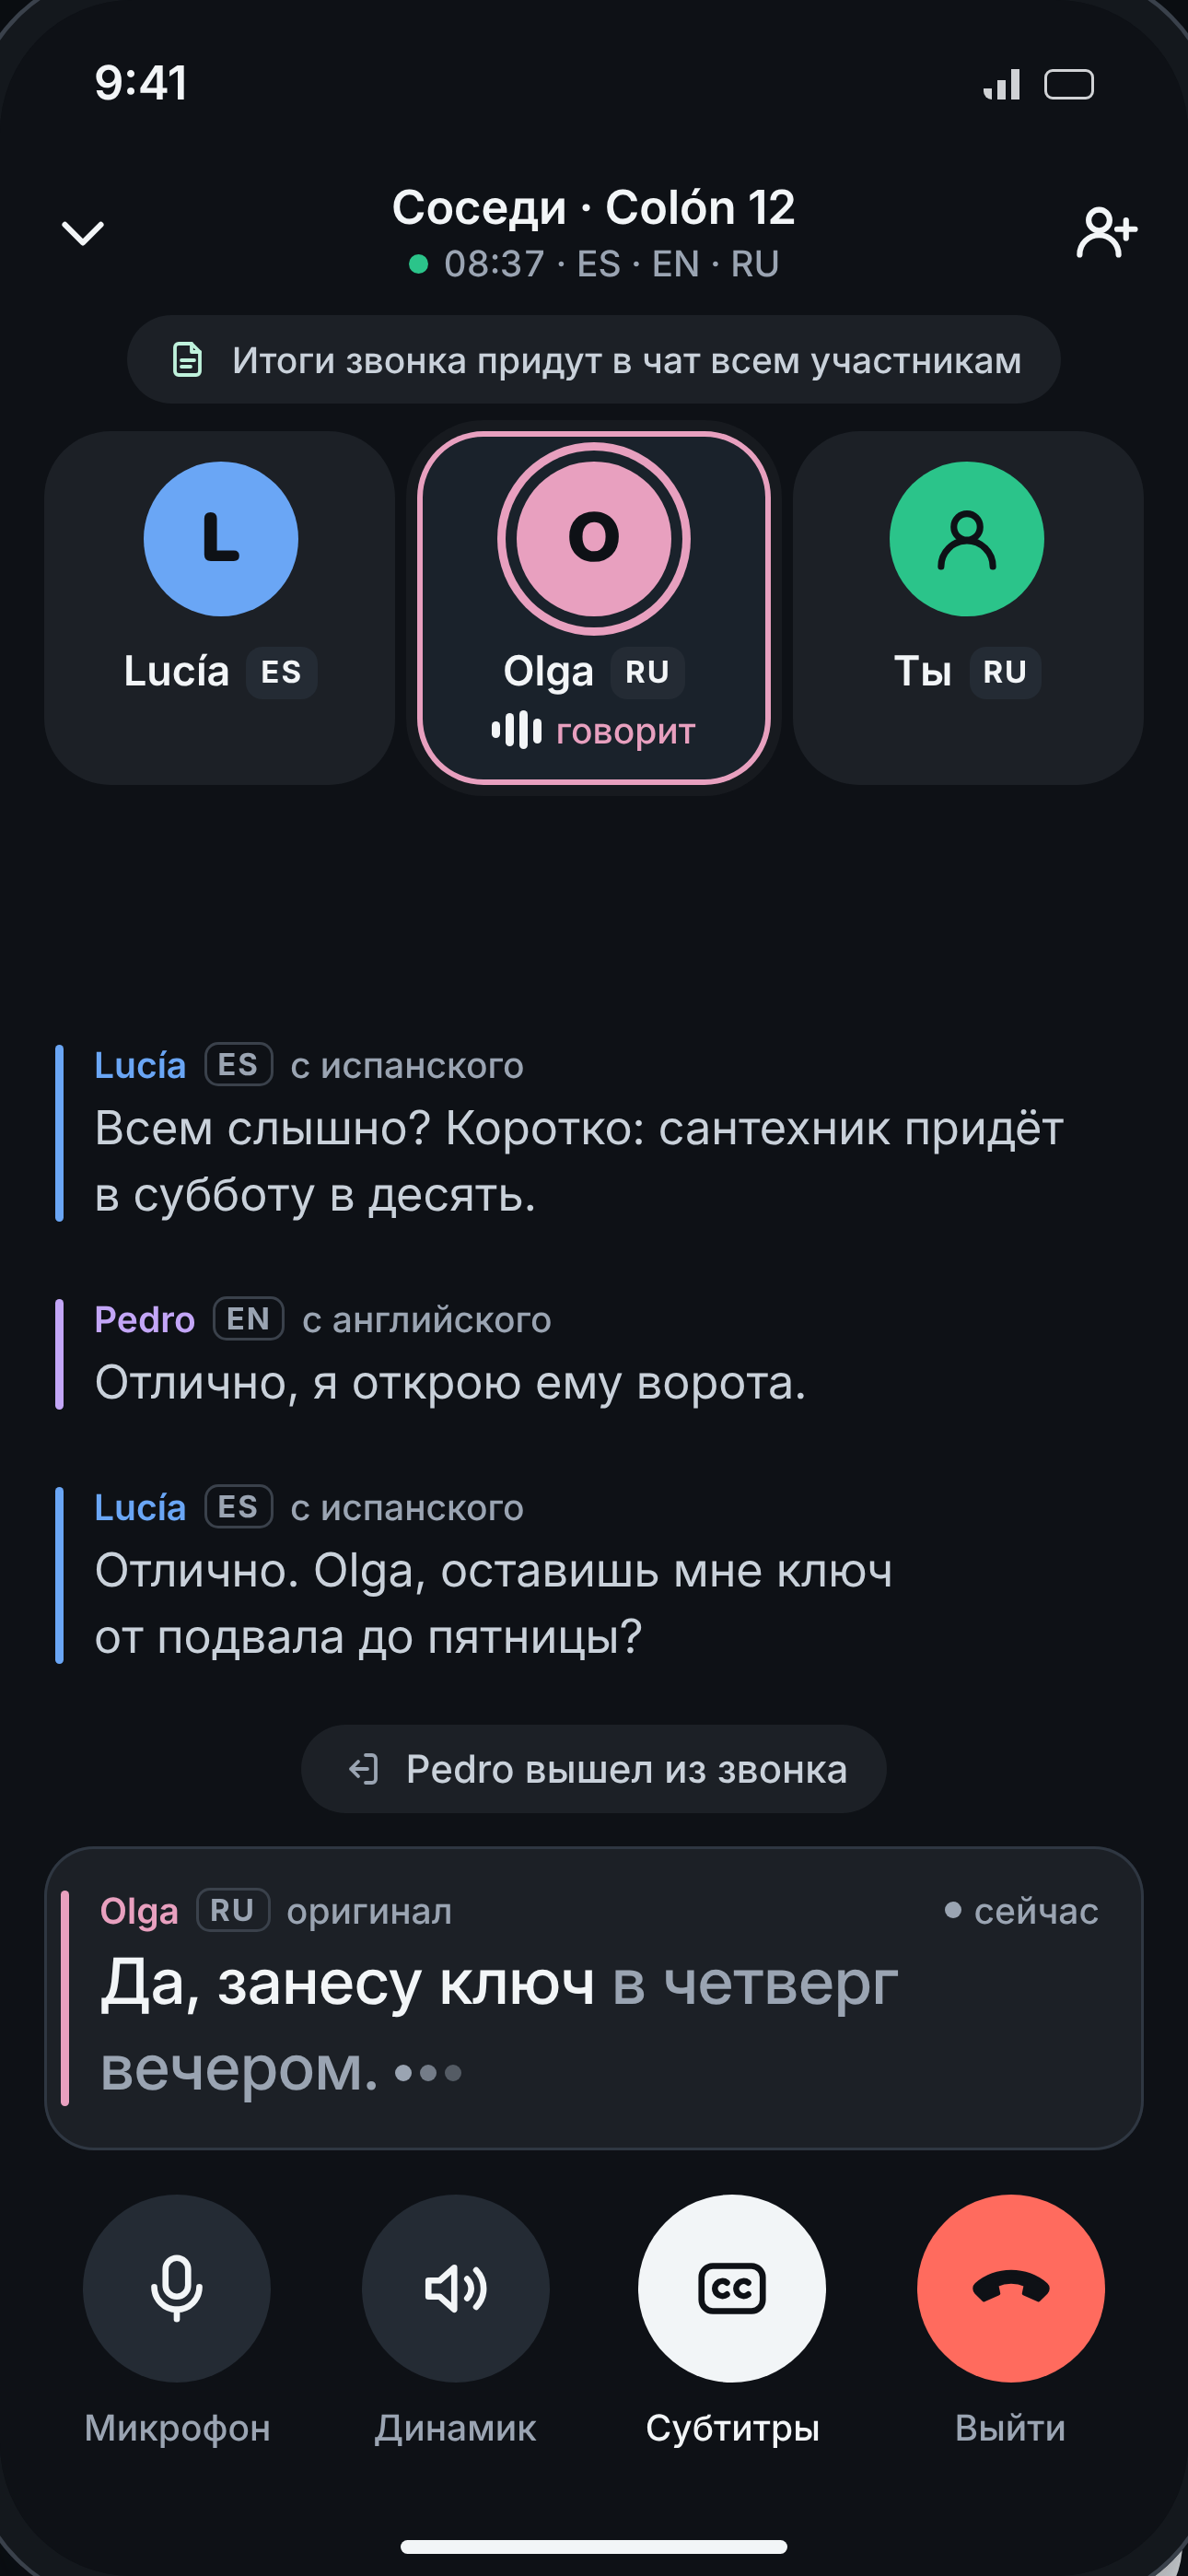 9:41
Соседи · Colón 12
08:37 · ES · EN · RU
Итоги звонка придут в чат всем участникам
L
O
Lucía ES
Olga RU
Ты RU
говорит
Lucía ES с испанского
Всем слышно? Коротко: сантехник придёт
в субботу в десять.
Pedro EN с английского
Отлично, я открою ему ворота.
Lucía ES с испанского
Отлично. Olga, оставишь мне ключ
от подвала до пятницы?
Pedro вышел из звонка
Olga RU оригинал
сейчас
Да, занесу ключ в четверг
вечером.
CC
Микрофон
Динамик
Субтитры
Выйти